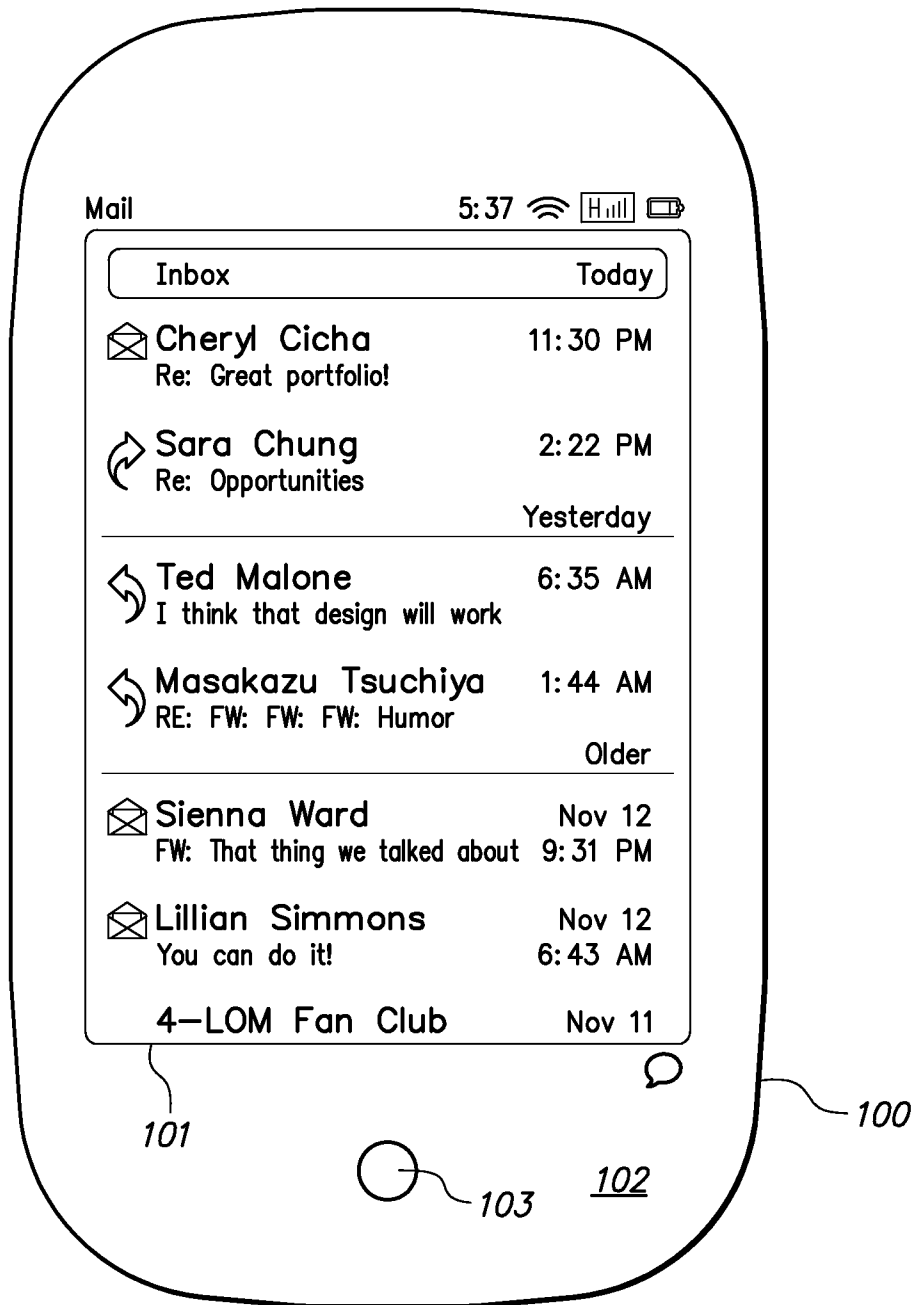 Mail 5:37 H
Inbox Today
Cheryl Cicha 11:30 PM
Re: Great portfolio!
Sara Chung 2:22 PM
Re: Opportunities
Yesterday
Ted Malone 6:35 AM
I think that design will work
Masakazu Tsuchiya 1:44 AM
RE: FW: FW: FW: Humor
Older
Sienna Ward Nov 12
FW: That thing we talked about 9:31 PM
Lillian Simmons Nov 12
You can do it! 6:43 AM
4-LOM Fan Club Nov 11
100
101
102
103